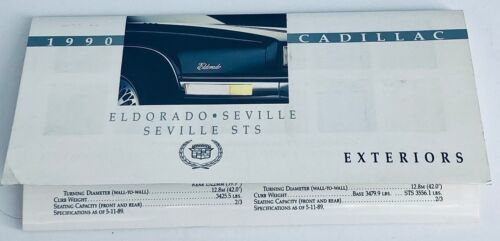 1990
CADILLAC
Eldorado
ELDORADO • SEVILLE
SEVILLE STS
EXTERIORS
TURNING DIAMETER (WALL-TO-WALL) 12.8M (42.0')
CURB WEIGHT 3425.5 LBS.
SEATING CAPACITY (FRONT AND REAR) 2/3
SPECIFICATIONS AS OF 5-11-89.
TURNING DIAMETER (WALL-TO-WALL) 12.8M (42.0')
CURB WEIGHT BASE 3479.9 LBS. STS 3556.1 LBS.
SEATING CAPACITY (FRONT AND REAR) 2/3
SPECIFICATIONS AS OF 5-11-89.